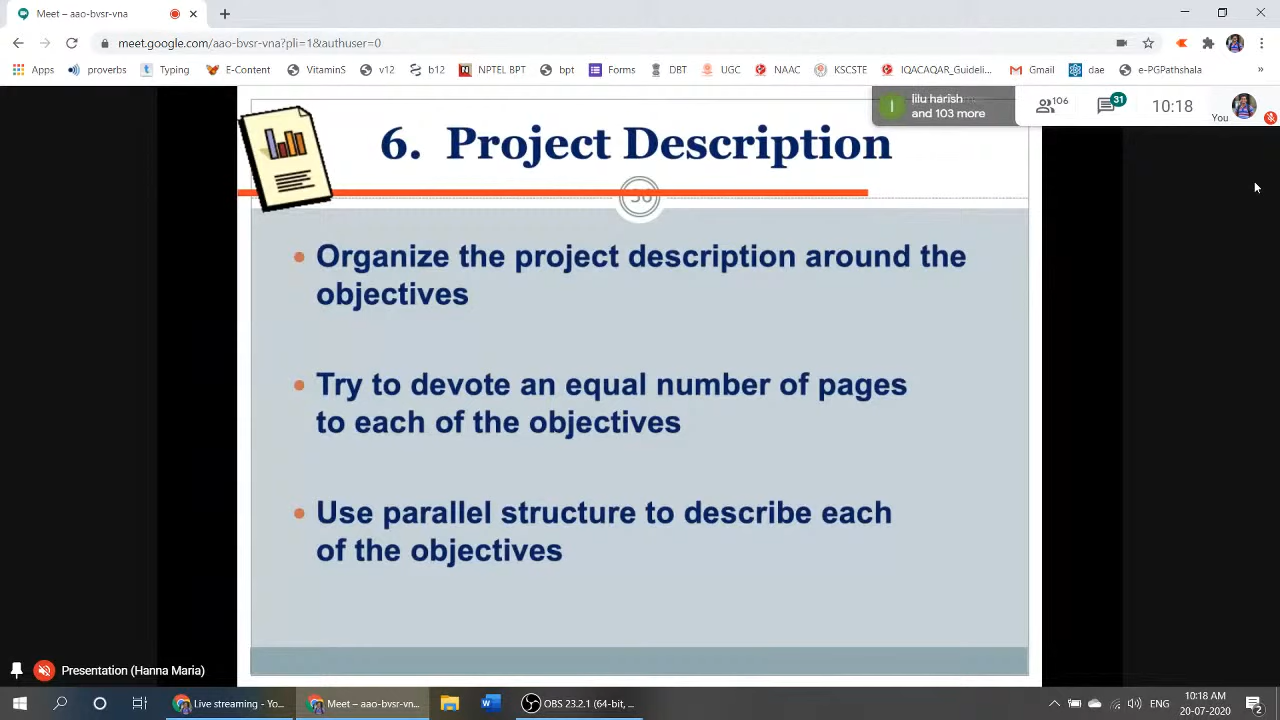 Meet – aao-bvsr-vna
meet.google.com/aao-bvsr-vna?pli=1&authuser=0
Apps proverbs Typing E-Content VitaminS v12 b12 NPTELBPT bpt Forms DBT UGC NAAC KSCSTE IQACAQAR_Guideli... Gmail dae e-PGPathshala »
lilu harish
and 103 more
106
31
10:18
You
6. Project Description
Organize the project description around the
objectives
Try to devote an equal number of pages
to each of the objectives
Use parallel structure to describe each
of the objectives
Presentation (Hanna Maria)
Live streaming - Yo...
Meet – aao-bvsr-vn...
OBS 23.2.1 (64-bit, ...
ENG
10:18 AM
20-07-2020
2